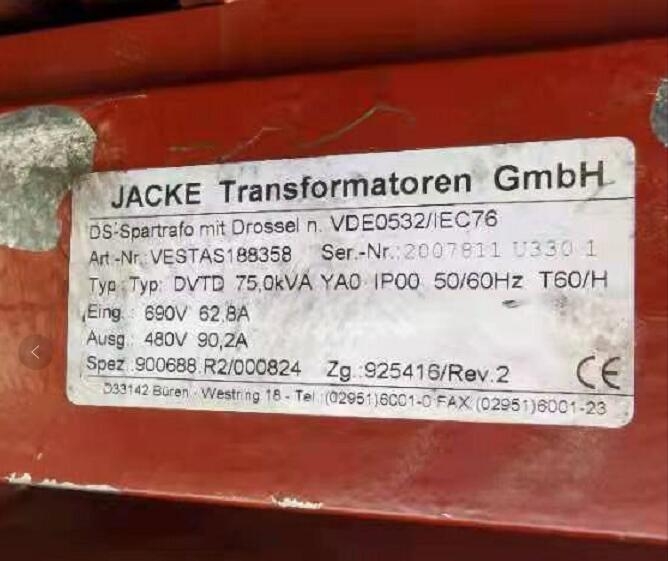 JACKE Transformatoren GmbH
DS-Spartrafo mit Drossel n. VDE0532/IEC76
Art-Nr.:VESTAS188358 Ser.-Nr.:2007811 U330 1
Typ : Typ: DVTD 75,0kVA YA0 IP00 50/60Hz T60/H
Eing.: 690V 62,8A
Ausg.: 480V 90,2A
Spez.:900688.R2/000824 Zg.:925416/Rev.2 CE
D33142 Büren - Westring 18 - Tel.:(02951)6001-0 FAX:(02951)6001-23